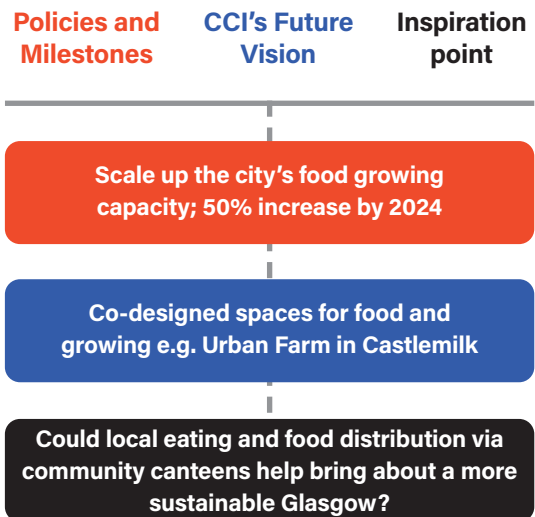 Policies and
Milestones
CCI's Future
Vision
Inspiration
point
Scale up the city's food growing
capacity; 50% increase by 2024
Co-designed spaces for food and
growing e.g. Urban Farm in Castlemilk
Could local eating and food distribution via
community canteens help bring about a more
sustainable Glasgow?